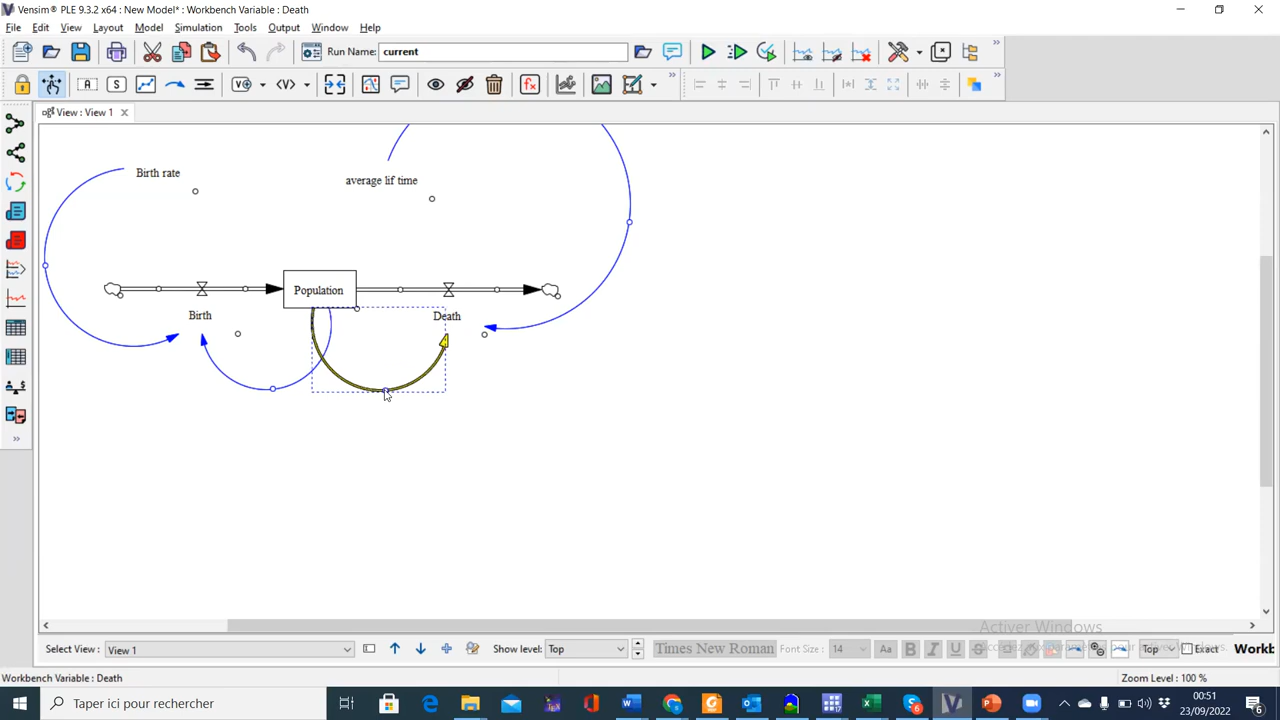 Vensim® PLE 9.3.2 x64 : New Model* : Workbench Variable : Death
File Edit View Layout Model Simulation Tools Output Windows Help
Run Name: current
View : View 1
Birth rate
average lif time
Population
Birth
Death
Activer Windows
Select View : View 1 Show level: Top Times New Roman Font Size : 14 Aa B I U S Top Exact Workb
Workbench Variable : Death Zoom Level : 100 %
Taper ici pour rechercher
00:51
23/09/2022
6